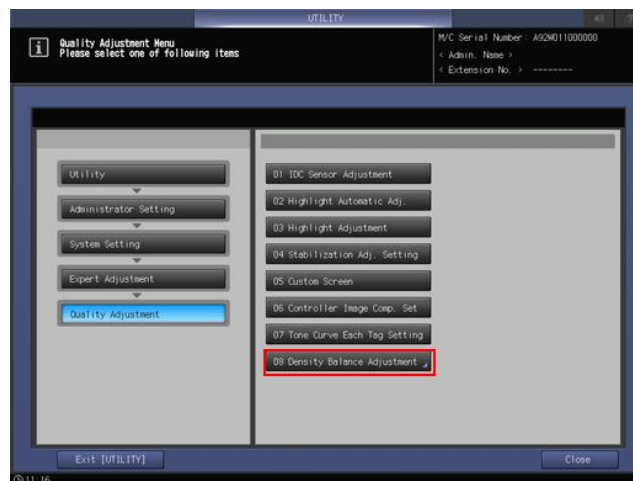 UTILITY
i
Quality Adjustment Menu
Please select one of following items
M/C Serial Number: A92W011000000
< Admin. Name >
< Extension No. > --------
Utility
Administrator Setting
System Setting
Expert Adjustment
Quality Adjustment
01 IDC Sensor Adjustment
02 Highlight Automatic Adj.
03 Highlight Adjustment
04 Stabilization Adj. Setting
05 Custom Screen
06 Controller Image Comp. Set
07 Tone Curve Each Tag Setting
08 Density Balance Adjustment
Exit [UTILITY]
Close
11:16